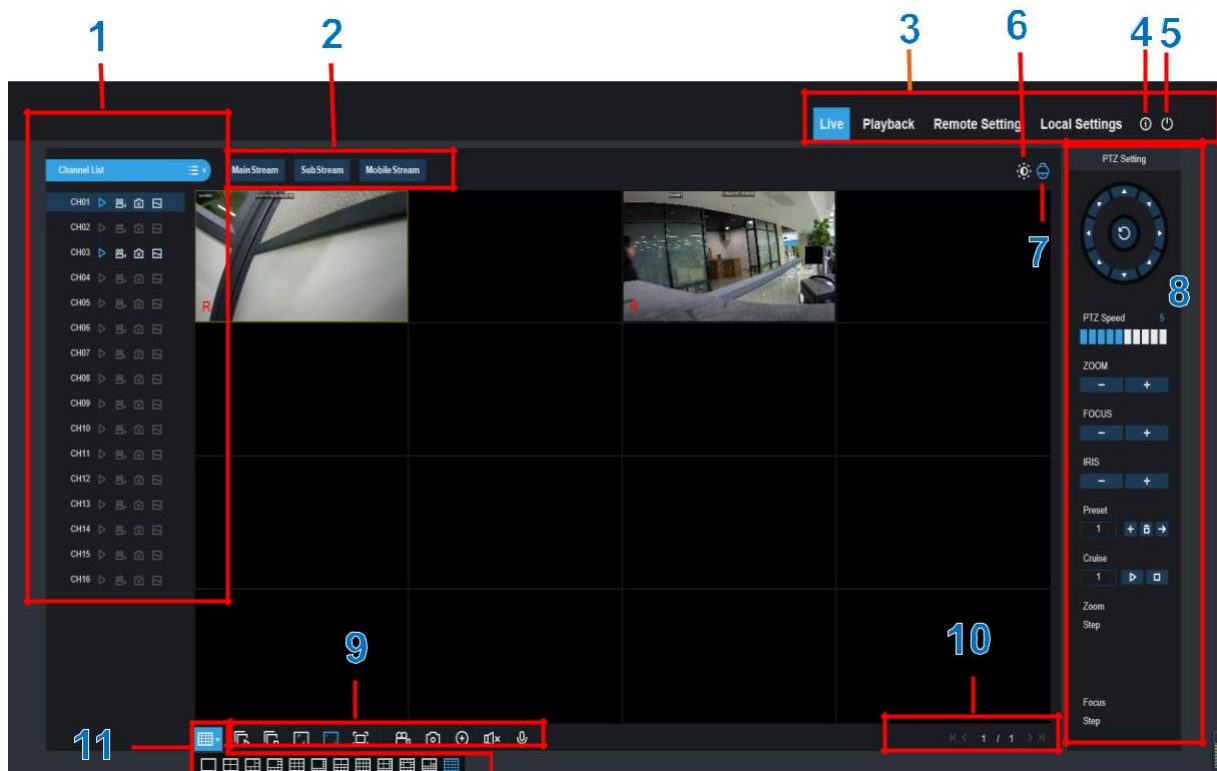 1
2
3
6
4
5
Live Playback Remote Setting Local Settings
Channel List
Main Stream Sub Stream Mobile Stream
PTZ Setting
7
8
CH01
CH02
CH03
CH04
CH05
CH06
CH07
CH08
CH09
CH10
CH11
CH12
CH13
CH14
CH15
CH16
R
R
PTZ Speed 5
ZOOM
- +
FOCUS
- +
IRIS
- +
Preset
1 +
Cruise
1
Zoom
Step
Focus
Step
9
10
11
1 / 1